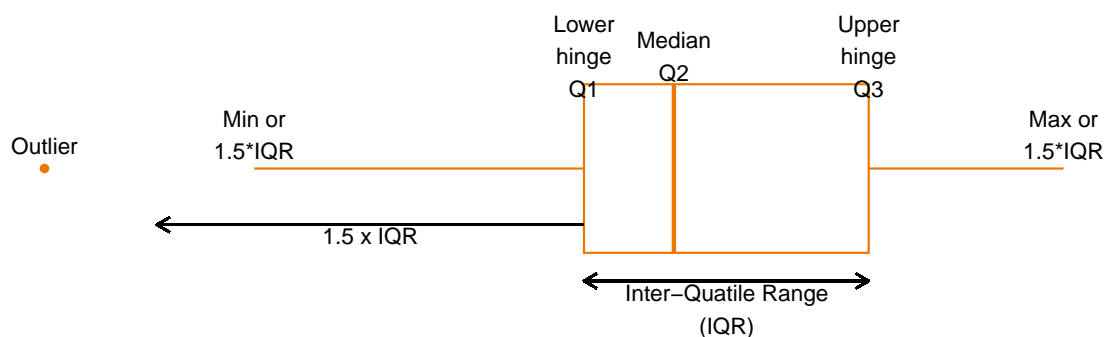 Lower
hinge
Q1
Median
Q2
Upper
hinge
Q3
Outlier
Min or
1.5*IQR
Max or
1.5*IQR
1.5 x IQR
Inter−Quatile Range
(IQR)